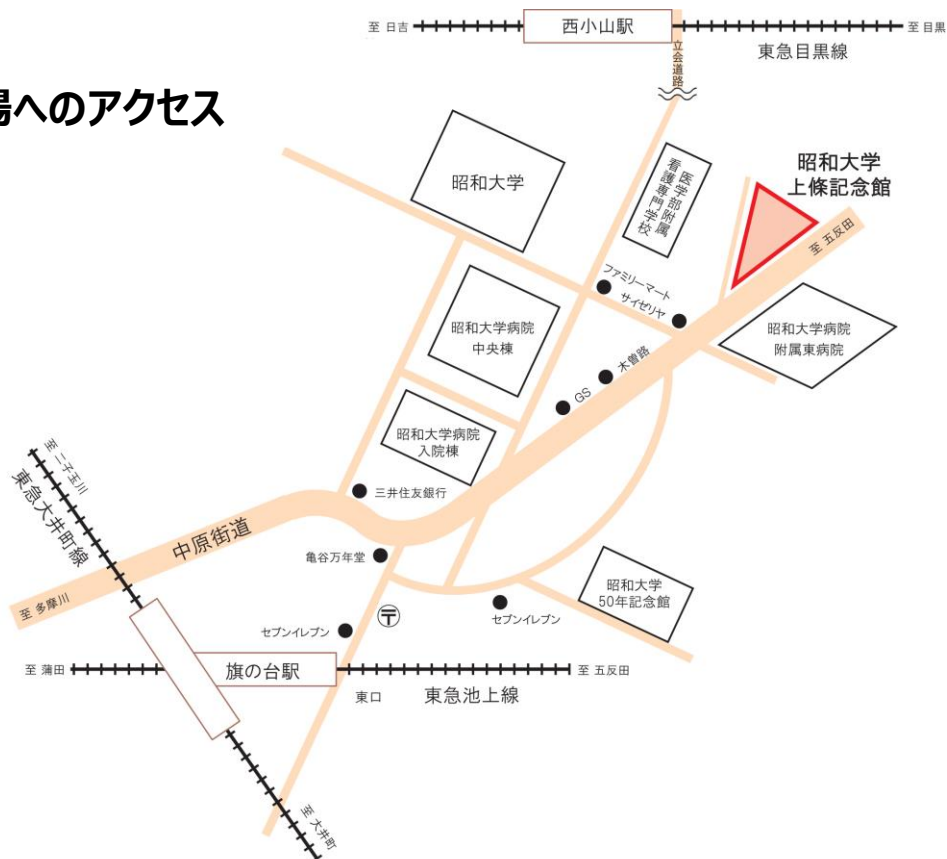 至 日吉
西小山駅
至 目黒
東急目黒線
立会道路
場へのアクセス
昭和大学
医学部附属
看護専門学校
昭和大学
上條記念館
至 五反田
ファミリーマート
サイゼリヤ
昭和大学病院
中央棟
昭和大学病院
附属東病院
木曽路
GS
昭和大学病院
入院棟
至 二子玉川
東急大井町線
三井住友銀行
中原街道
亀谷万年堂
昭和大学
50年記念館
至 多摩川
〒
セブンイレブン
セブンイレブン
至 蒲田
旗の台駅
至 五反田
東口
東急池上線
至 大井町